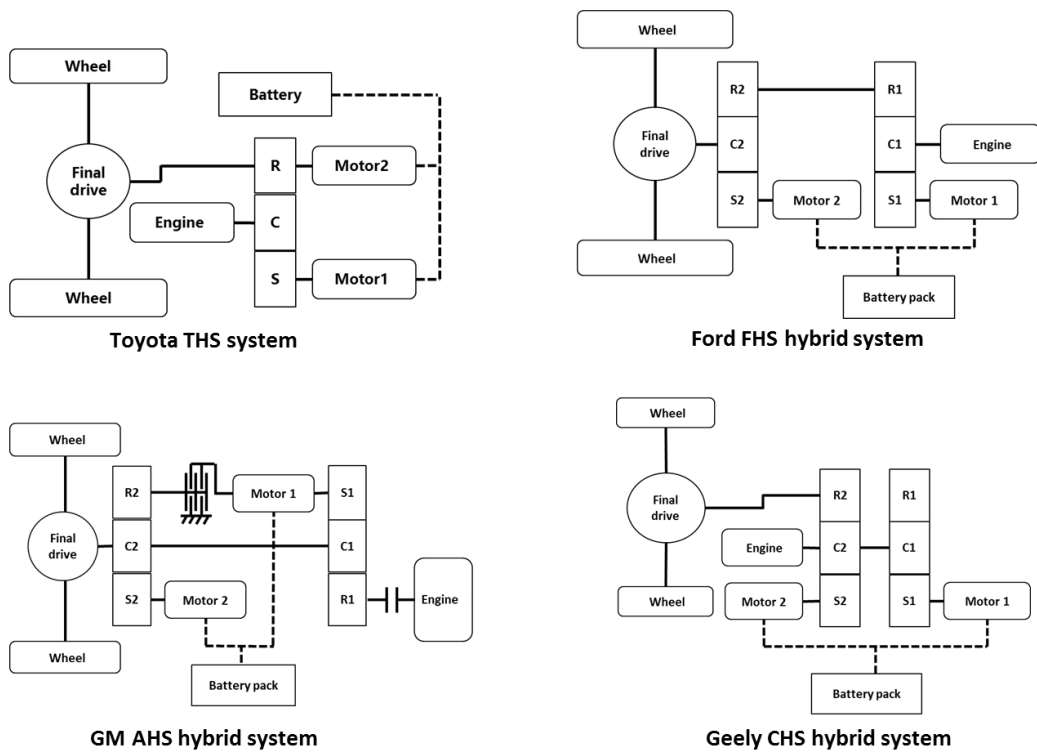 Wheel
Battery
Final
drive
R
Motor2
Engine
C
S
Motor1
Wheel
Toyota THS system
Wheel
R2
R1
Final
drive
C2
C1
Engine
S2
Motor 2
S1
Motor 1
Wheel
Battery pack
Ford FHS hybrid system
Wheel
R2
Motor 1
S1
Final
drive
C2
C1
S2
Motor 2
R1
Engine
Wheel
Battery pack
GM AHS hybrid system
Wheel
R2
R1
Final
drive
Engine
C2
C1
Wheel
Motor 2
S2
S1
Motor 1
Battery pack
Geely CHS hybrid system